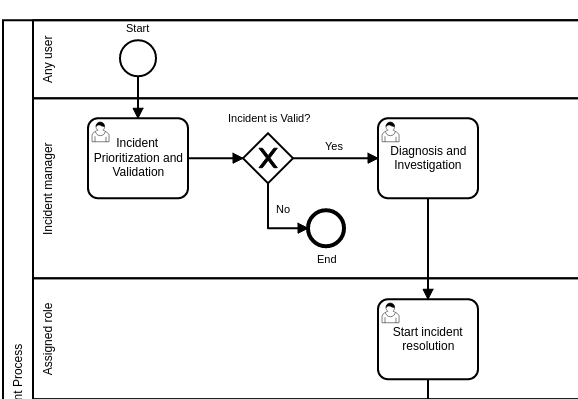 Start
Any user
Incident is Valid?
Incident
Prioritization and
Validation
Yes
Diagnosis and
Investigation
No
End
Incident manager
Start incident
resolution
Assigned role
Process